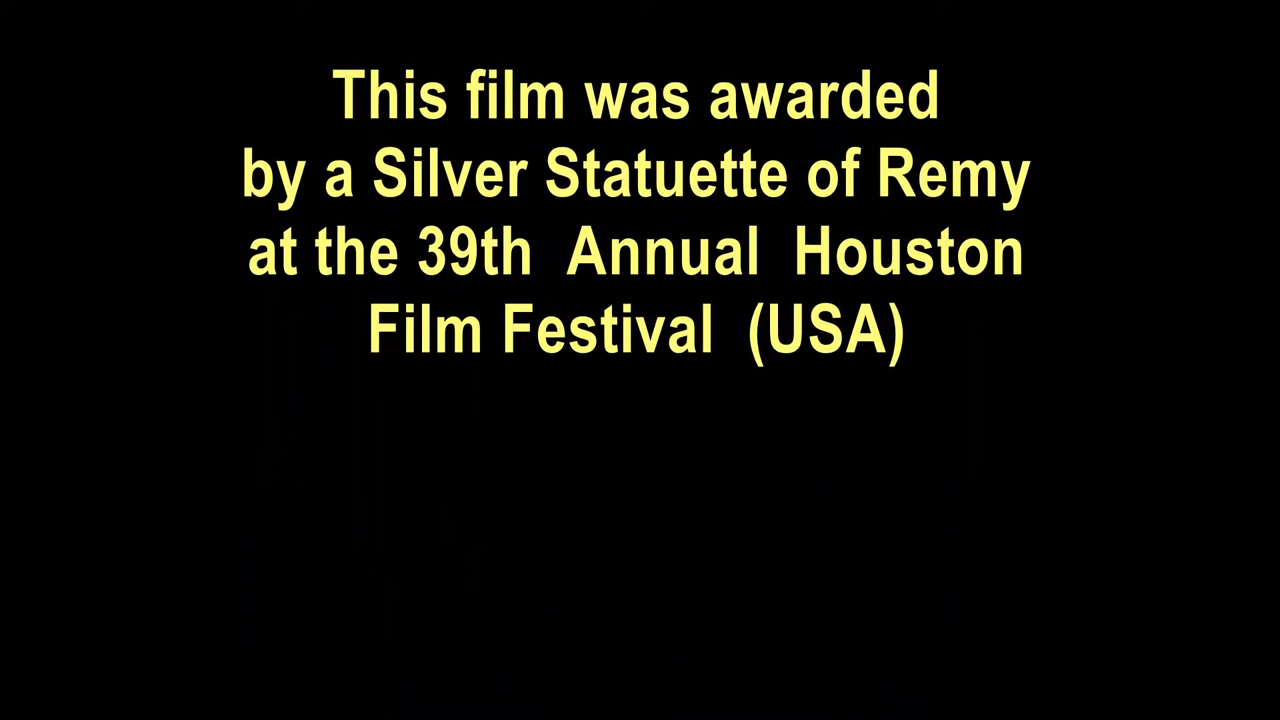 This film was awarded
by a Silver Statuette of Remy
at the 39th Annual Houston
Film Festival (USA)